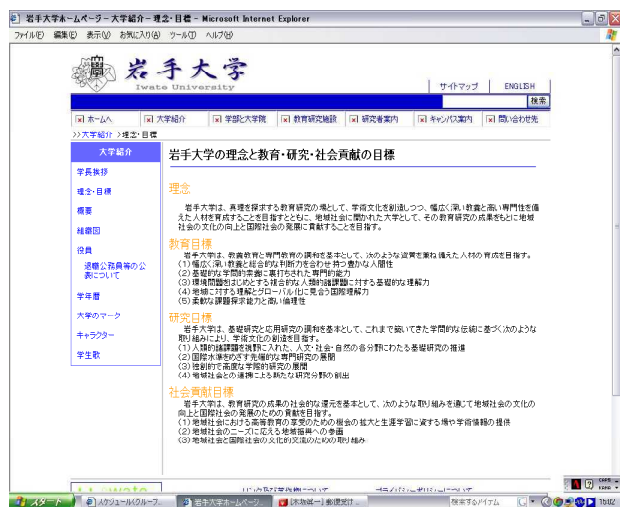 岩手大学ホームページ－大学紹介－理念・目標 - Microsoft Internet Explorer
ファイル(F) 編集(E) 表示(V) お気に入り(A) ツール(T) ヘルプ(H)
岩手大学
Iwate University
サイトマップ ENGLISH
検索
ホームへ 大学紹介 学部と大学院 教育研究施設 研究者案内 キャンパス案内 問い合わせ先
>>大学紹介 >理念・目標
大学紹介
学長挨拶
理念・目標
概要
組織図
役員
退職公務員等の公
表について
学年暦
大学のマーク
キャラクター
学生歌
岩手大学の理念と教育・研究・社会貢献の目標
理念
岩手大学は、真理を探求する教育研究の場として、学術文化を創造しつつ、幅広く深い教養と高い専門性を備
えた人材を育成することを目指すとともに、地域社会に開かれた大学として、その教育研究の成果をもとに地域
社会の文化の向上と国際社会の発展に貢献することを目指す。
教育目標
岩手大学は、教養教育と専門教育の調和を基本として、次のような資質を兼ね備えた人材の育成を目指す。
(1)幅広く深い教養と総合的な判断力を合わせ持つ豊かな人間性
(2)基礎的な学問的素養に裏打ちされた専門的能力
(3)環境問題をはじめとする複合的な人類的諸課題に対する基礎的な理解力
(4)地域に対する理解とグローバル化に見合う国際理解力
(5)柔軟な課題探求能力と高い倫理性
研究目標
岩手大学は、基礎研究と応用研究の調和を基本として、これまで築いてきた学問的な伝統に基づく次のような
取り組みにより、学術文化の創造を目指す。
(1)人類的諸課題を視野に入れた、人文・社会・自然の各分野にわたる基礎研究の推進
(2)国際水準をめざす先端的な専門研究の展開
(3)独創的で高度な学際的研究の展開
(4)地域社会との連携による新たな研究分野の創出
社会貢献目標
岩手大学は、教育研究の成果の社会的な還元を基本として、次のような取り組みを通じて地域社会の文化の
向上と国際社会の発展のための貢献を目指す。
(1)地域社会における高等教育の享受のための機会の拡大と生涯学習に資する場や学術情報の提供
(2)地域社会のニーズに応える地域振興への参画
(3)地域社会と国際社会の文化的交流のための取り組み
スタート
岩手大学ホームページ...
検索するアイテム
CAPS
KANA
15:02